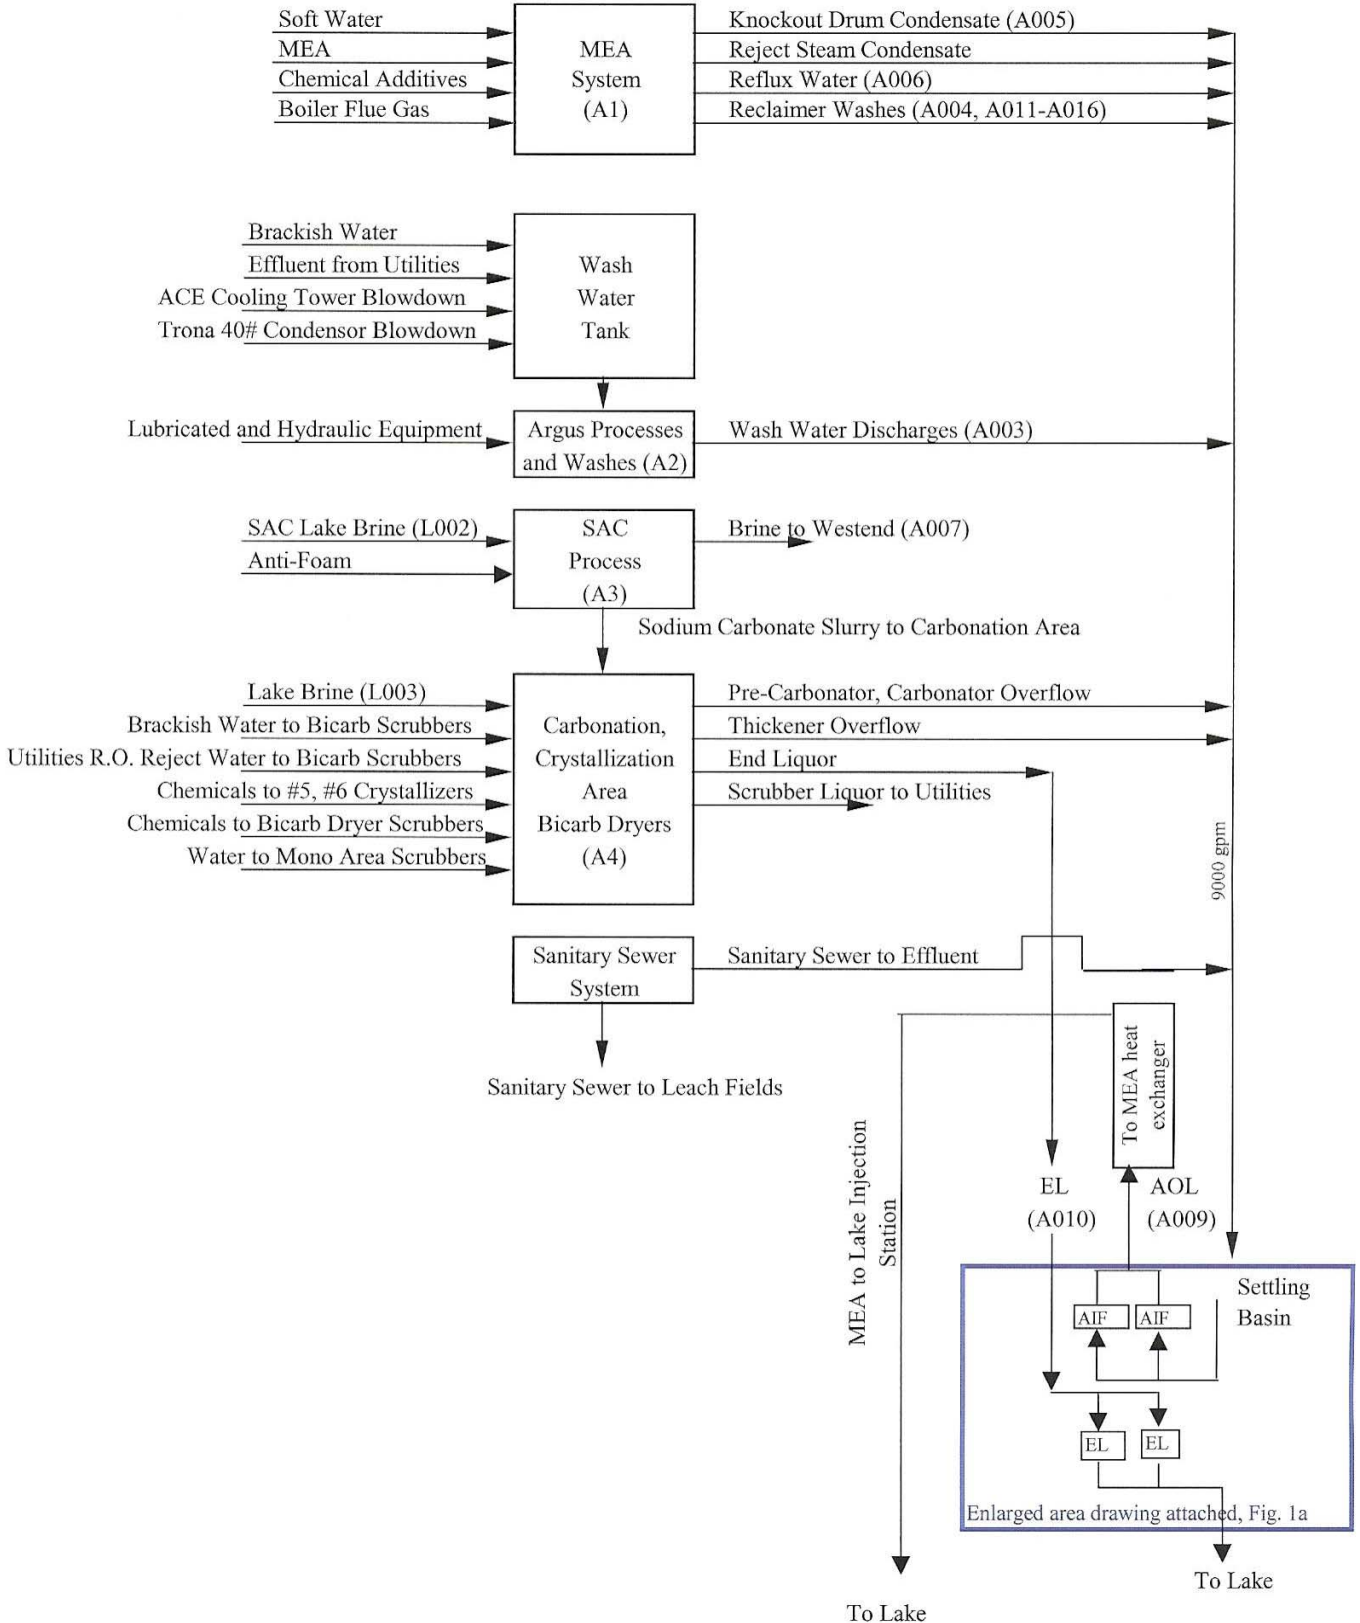 Soft Water
MEA
Chemical Additives
Boiler Flue Gas
MEA
System
(A1)
Knockout Drum Condensate (A005)
Reject Steam Condensate
Reflux Water (A006)
Reclaimer Washes (A004, A011-A016)
Brackish Water
Effluent from Utilities
ACE Cooling Tower Blowdown
Trona 40# Condensor Blowdown
Wash
Water
Tank
Lubricated and Hydraulic Equipment
Argus Processes
and Washes (A2)
Wash Water Discharges (A003)
SAC Lake Brine (L002)
Anti-Foam
SAC
Process
(A3)
Brine to Westend (A007)
Sodium Carbonate Slurry to Carbonation Area
Lake Brine (L003)
Brackish Water to Bicarb Scrubbers
Utilities R.O. Reject Water to Bicarb Scrubbers
Chemicals to #5, #6 Crystallizers
Chemicals to Bicarb Dryer Scrubbers
Water to Mono Area Scrubbers
Carbonation,
Crystallization
Area
Bicarb Dryers
(A4)
Pre-Carbonator, Carbonator Overflow
Thickener Overflow
End Liquor
Scrubber Liquor to Utilities
9000 gpm
Sanitary Sewer
System
Sanitary Sewer to Effluent
Sanitary Sewer to Leach Fields
To MEA heat
exchanger
MEA to Lake Injection
Station
EL
(A010)
AOL
(A009)
Settling
Basin
AIF
AIF
EL
EL
Enlarged area drawing attached, Fig. 1a
To Lake
To Lake